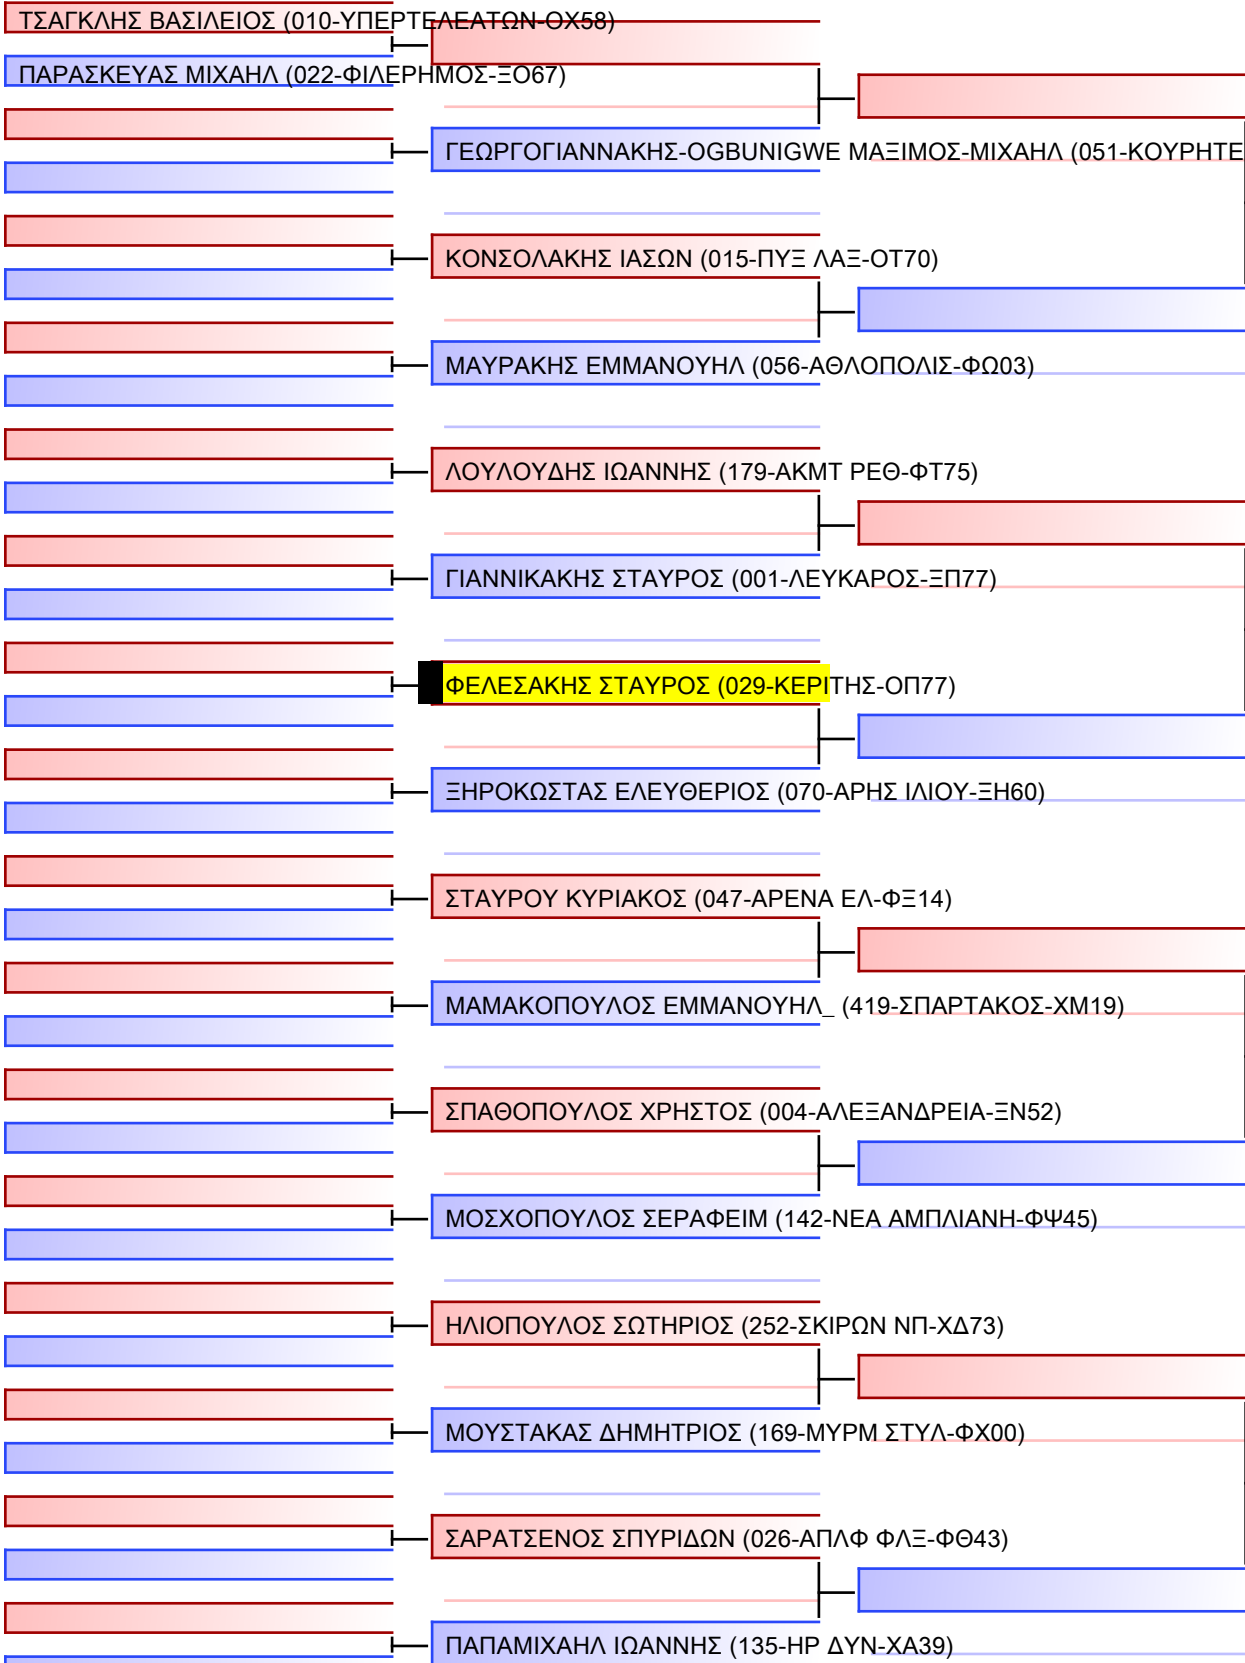 ΤΣΑΓΚΛΗΣ ΒΑΣΙΛΕΙΟΣ (010-ΥΠΕΡΤΕΛΕΑΤΩΝ-ΟΧ58)
ΠΑΡΑΣΚΕΥΑΣ ΜΙΧΑΗΛ (022-ΦΙΛΕΡΗΜΟΣ-ΞΟ67)
ΓΕΩΡΓΟΓΙΑΝΝΑΚΗΣ-OGBUNIGWE ΜΑΞΙΜΟΣ-ΜΙΧΑΗΛ (051-ΚΟΥΡΗΤΕ
ΚΟΝΣΟΛΑΚΗΣ ΙΑΣΩΝ (015-ΠΥΞ ΛΑΞ-ΟΤ70)
ΜΑΥΡΑΚΗΣ ΕΜΜΑΝΟΥΗΛ (056-ΑΘΛΟΠΟΛΙΣ-ΦΩ03)
ΛΟΥΛΟΥΔΗΣ ΙΩΑΝΝΗΣ (179-ΑΚΜΤ ΡΕΘ-ΦΤ75)
ΓΙΑΝΝΙΚΑΚΗΣ ΣΤΑΥΡΟΣ (001-ΛΕΥΚΑΡΟΣ-ΞΠ77)
ΦΕΛΕΣΑΚΗΣ ΣΤΑΥΡΟΣ (029-ΚΕΡΙΤΗΣ-ΟΠ77)
ΞΗΡΟΚΩΣΤΑΣ ΕΛΕΥΘΕΡΙΟΣ (070-ΑΡΗΣ ΙΛΙΟΥ-ΞΗ60)
ΣΤΑΥΡΟΥ ΚΥΡΙΑΚΟΣ (047-ΑΡΕΝΑ ΕΛ-ΦΞ14)
ΜΑΜΑΚΟΠΟΥΛΟΣ ΕΜΜΑΝΟΥΗΛ_ (419-ΣΠΑΡΤΑΚΟΣ-ΧΜ19)
ΣΠΑΘΟΠΟΥΛΟΣ ΧΡΗΣΤΟΣ (004-ΑΛΕΞΑΝΔΡΕΙΑ-ΞΝ52)
ΜΟΣΧΟΠΟΥΛΟΣ ΣΕΡΑΦΕΙΜ (142-ΝΕΑ ΑΜΠΛΙΑΝΗ-ΦΨ45)
ΗΛΙΟΠΟΥΛΟΣ ΣΩΤΗΡΙΟΣ (252-ΣΚΙΡΩΝ ΝΠ-ΧΔ73)
ΜΟΥΣΤΑΚΑΣ ΔΗΜΗΤΡΙΟΣ (169-ΜΥΡΜ ΣΤΥΛ-ΦΧ00)
ΣΑΡΑΤΣΕΝΟΣ ΣΠΥΡΙΔΩΝ (026-ΑΠΛΦ ΦΛΞ-ΦΘ43)
ΠΑΠΑΜΙΧΑΗΛ ΙΩΑΝΝΗΣ (135-ΗΡ ΔΥΝ-ΧΑ39)